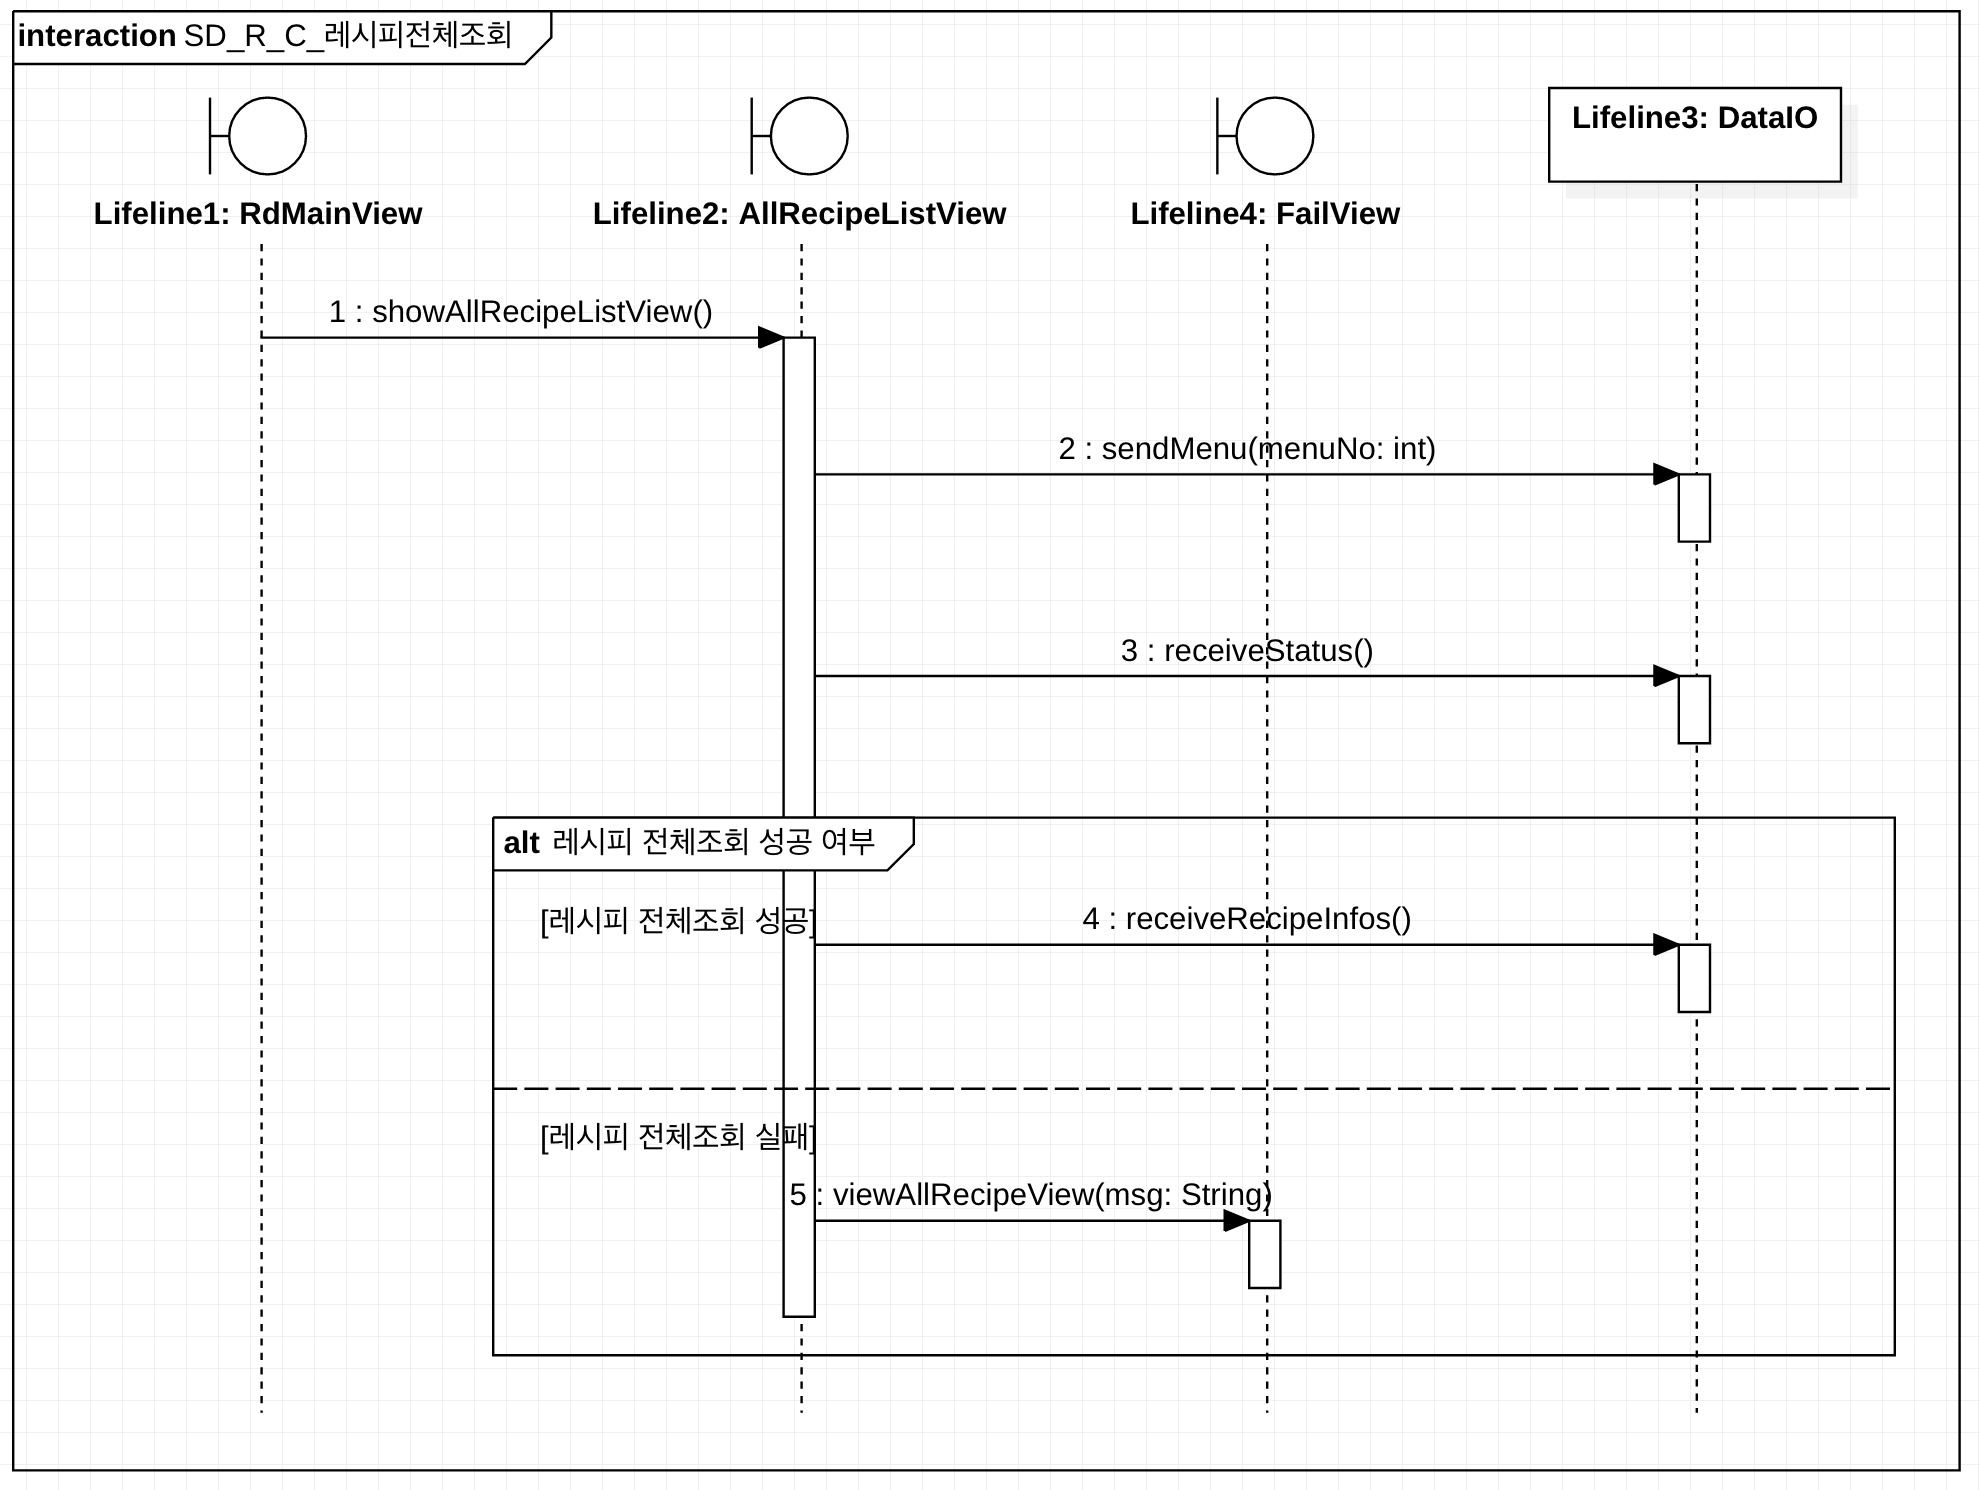 interaction SD_R_C_레시피전체조회
Lifeline3: DataIO
Lifeline1: RdMainView
Lifeline2: AllRecipeListView
Lifeline4: FailView
1 : showAllRecipeListView()
2 : sendMenu(menuNo: int)
3 : receiveStatus()
alt 레시피 전체조회 성공 여부
[레시피 전체조회 성공]
4 : receiveRecipeInfos()
[레시피 전체조회 실패]
5 : viewAllRecipeView(msg: String)